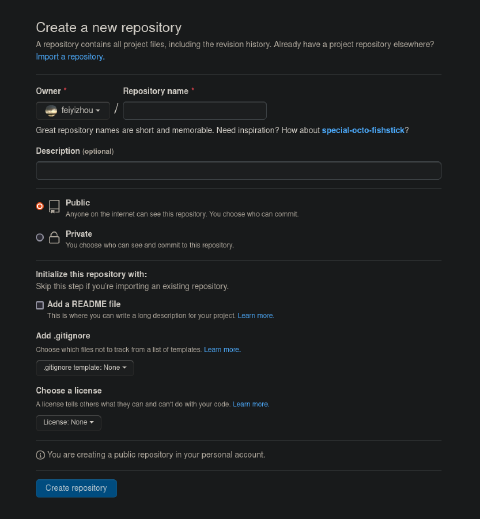 Create a new repository
A repository contains all project files, including the revision history. Already have a project repository elsewhere?
Import a repository.
Owner * Repository name *
feiyizhou /
Great repository names are short and memorable. Need inspiration? How about special-octo-fishstick?
Description (optional)
Public
Anyone on the internet can see this repository. You choose who can commit.
Private
You choose who can see and commit to this repository.
Initialize this repository with:
Skip this step if you're importing an existing repository.
Add a README file
This is where you can write a long description for your project. Learn more.
Add .gitignore
Choose which files not to track from a list of templates. Learn more.
.gitignore template: None
Choose a license
A license tells others what they can and can't do with your code. Learn more.
License: None
You are creating a public repository in your personal account.
Create repository